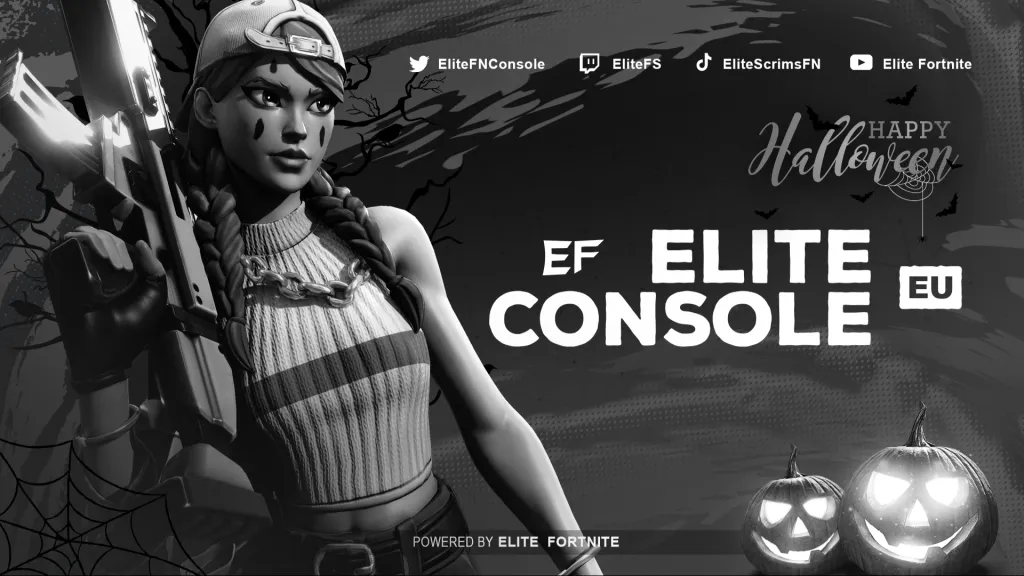 EliteFNConsole EliteFS EliteScrimsFN Elite Fortnite
HAPPY
Halloween
EF ELITE
CONSOLE
EU
POWERED BY ELITE FORTNITE